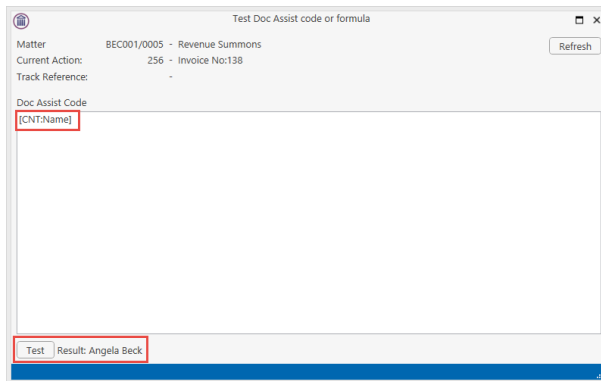 Test Doc Assist code or formula
Matter BEC001/0005 - Revenue Summons
Refresh
Current Action: 256 - Invoice No:138
Track Reference: -
Doc Assist Code
[CNT:Name]
Test Result: Angela Beck